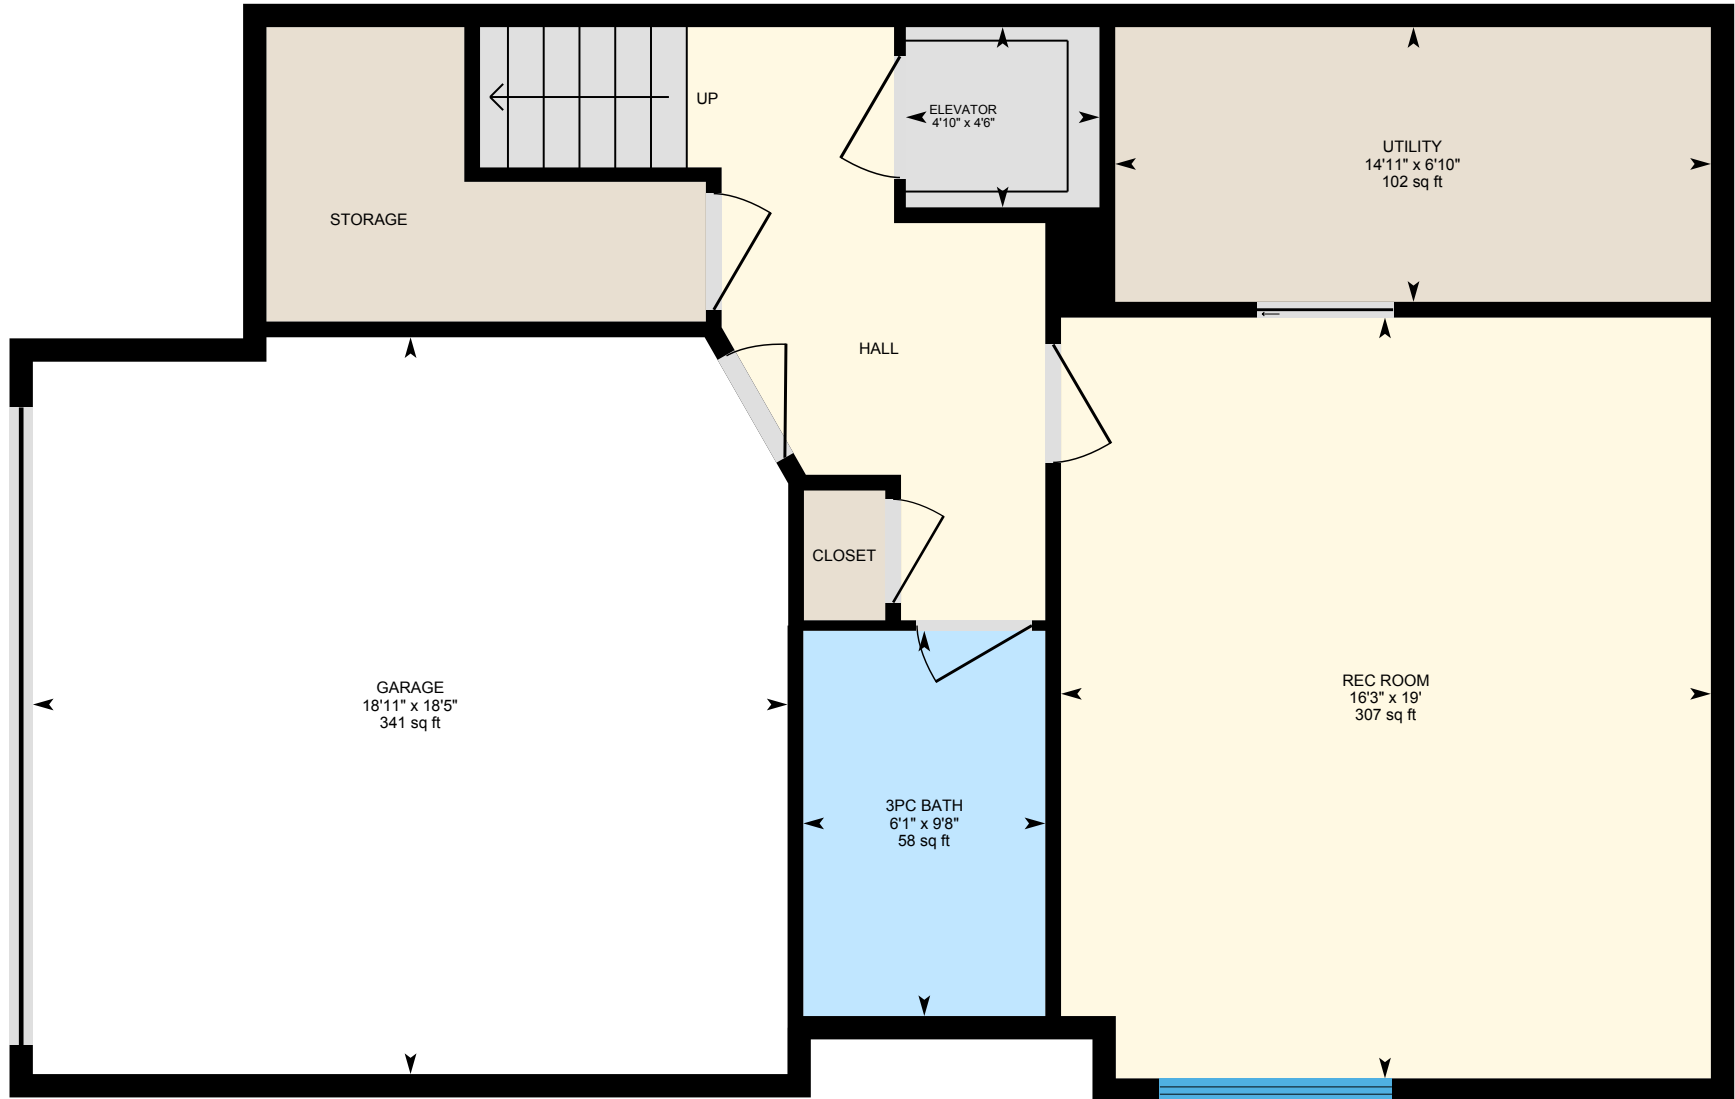 UP
ELEVATOR
4'10" x 4'6"
UTILITY
14'11" x 6'10"
102 sq ft
STORAGE
HALL
CLOSET
GARAGE
18'11" x 18'5"
341 sq ft
REC ROOM
16'3" x 19'
307 sq ft
3PC BATH
6'1" x 9'8"
58 sq ft